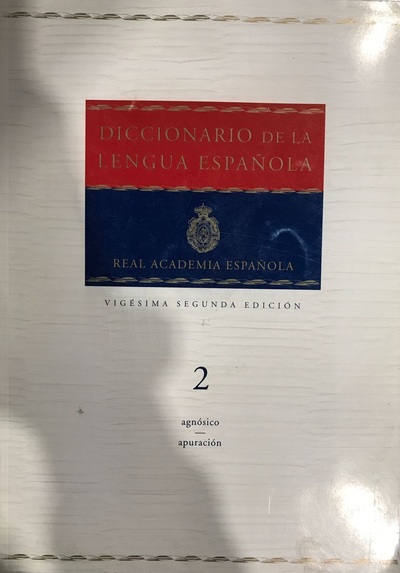 DICCIONARIO DE LA
LENGUA ESPAÑOLA
REAL ACADEMIA ESPAÑOLA
VIGÉSIMA SEGUNDA EDICIÓN
2
agnósico
—
apuración